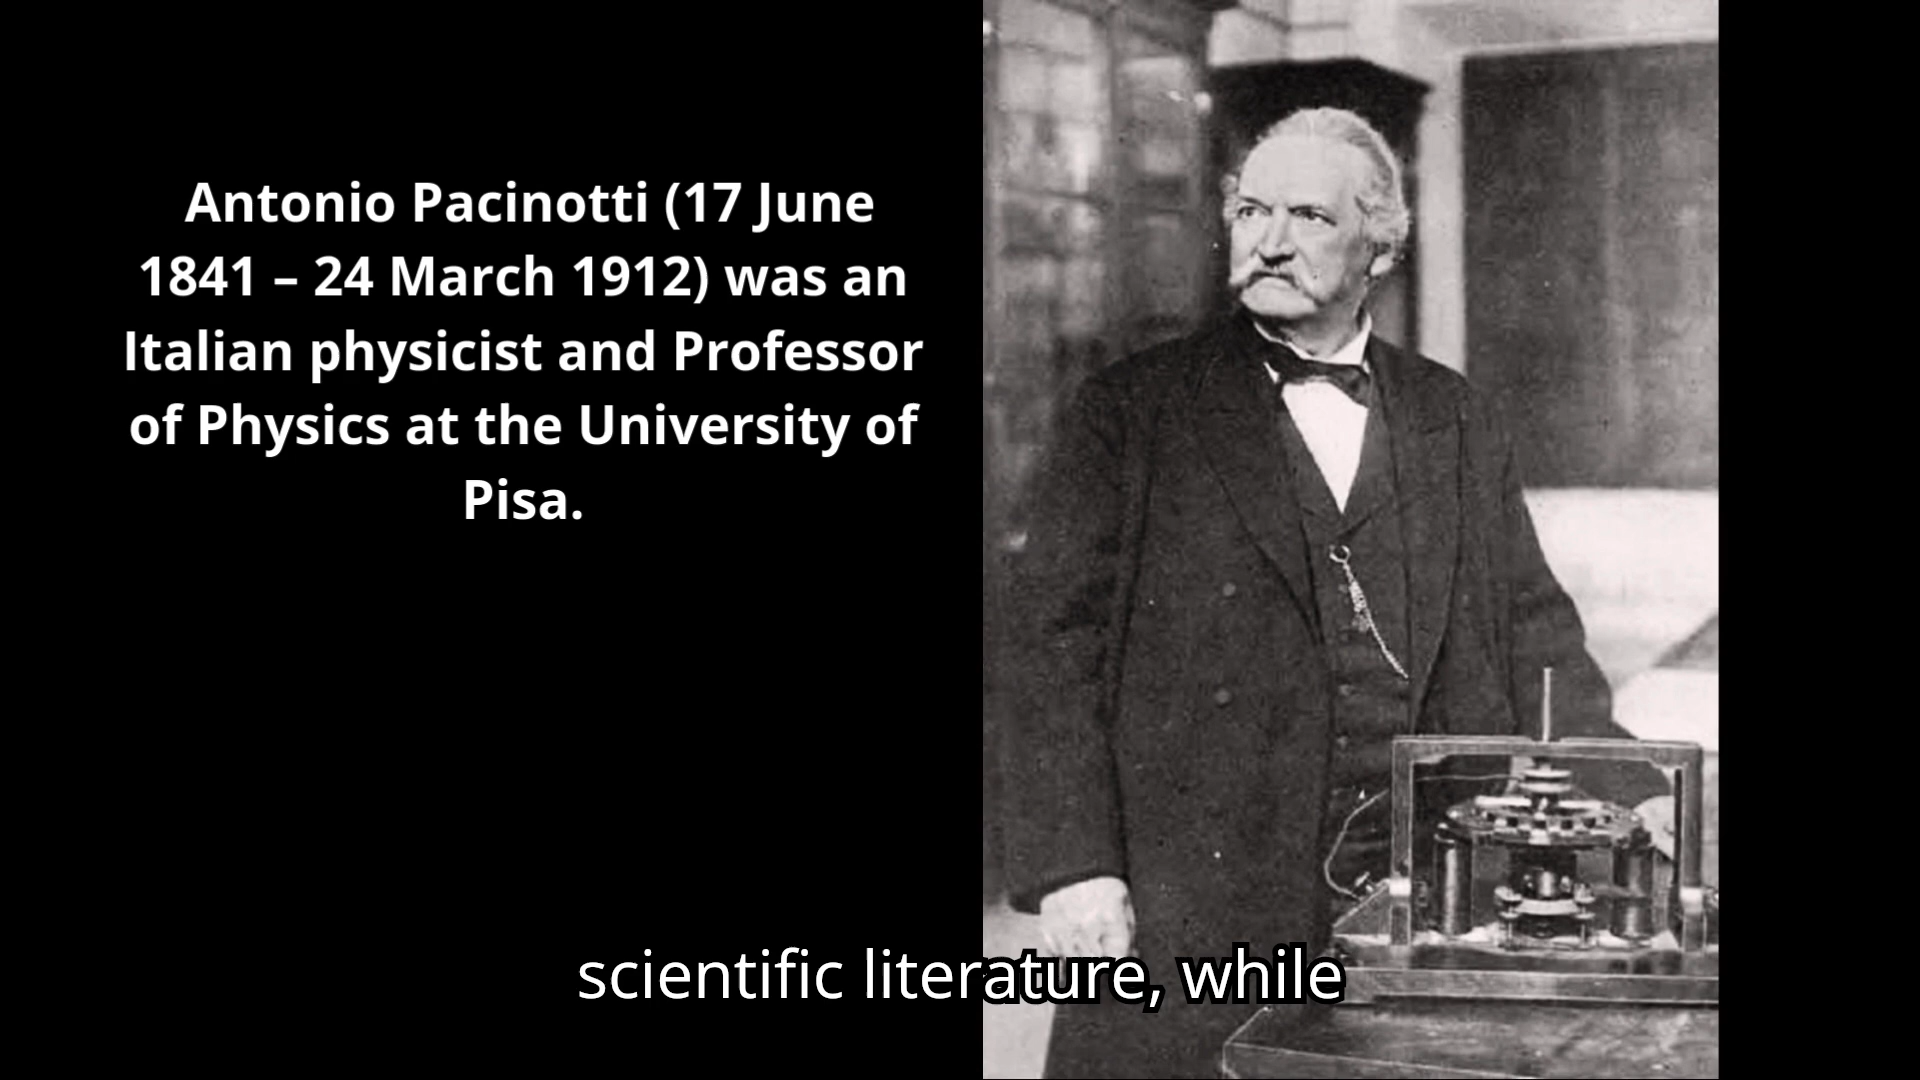 Antonio Pacinotti (17 June
1841 – 24 March 1912) was an
Italian physicist and Professor
of Physics at the University of
Pisa.
scientific literature, while